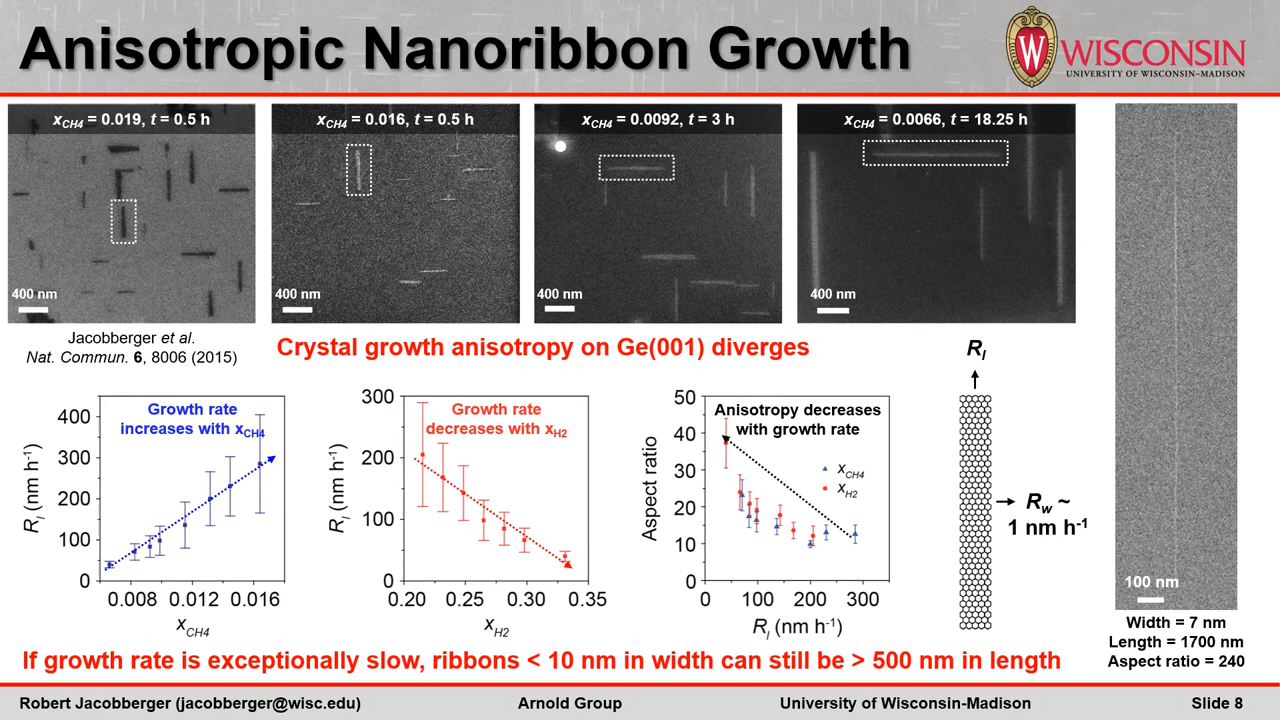 Anisotropic Nanoribbon Growth
W
WISCONSIN
UNIVERSITY OF WISCONSIN–MADISON
xCH4 = 0.019, t = 0.5 h
400 nm
xCH4 = 0.016, t = 0.5 h
400 nm
xCH4 = 0.0092, t = 3 h
400 nm
xCH4 = 0.0066, t = 18.25 h
400 nm
Jacobberger et al.
Nat. Commun. 6, 8006 (2015)
Crystal growth anisotropy on Ge(001) diverges
Growth rate
increases with xCH4
Rl (nm h-1)
400
300
200
100
0
0.008 0.012 0.016
xCH4
Growth rate
decreases with xH2
Rl (nm h-1)
300
200
100
0
0.20 0.25 0.30 0.35
xH2
Anisotropy decreases
with growth rate
xCH4
xH2
Aspect ratio
50
40
30
20
10
0
0 100 200 300
Rl (nm h-1)
Rl
Rw ~
1 nm h-1
100 nm
Width = 7 nm
Length = 1700 nm
Aspect ratio = 240
If growth rate is exceptionally slow, ribbons < 10 nm in width can still be > 500 nm in length
Robert Jacobberger (jacobberger@wisc.edu) Arnold Group University of Wisconsin-Madison Slide 8